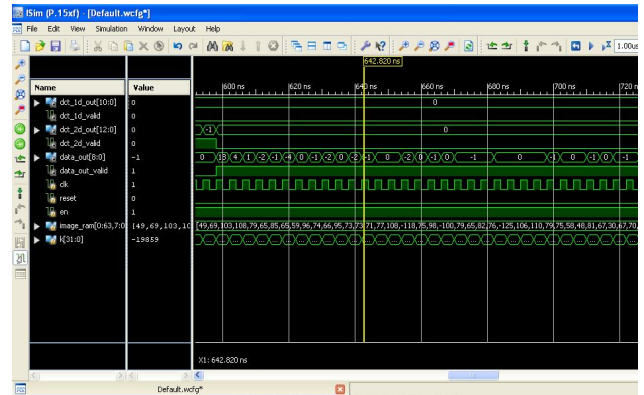 ISim (P.15xf) - [Default.wcfg*]
File Edit View Simulation Window Layout Help
1.00us
642.820 ns
Name Value
600 ns 620 ns 640 ns 660 ns 680 ns 700 ns 720 n
dct_1d_out[10:0] 0 0
dct_1d_valid 0
dct_2d_out[12:0] 0 -1 0
dct_2d_valid 0
data_out[8:0] -1 0 18 4 1 -2 -1 -4 0 -1 -2 0 -2 -1 0 -2 0 -1 0 -1 0 -1 0 -1 0 -1
data_out_valid 1
clk 1
reset 0
en 1
image_ram[0:63,7:0 [49,69,103,10 [49,69,103,108,79,65,85,65,59,96,74,66,95,73,73,71,77,108,-118,75,98,-100,79,65,82,76,-125,106,110,79,75,58,48,81,67,30,67,70,
k[31:0] -19859
X1: 642.820 ns
Default.wcfg*